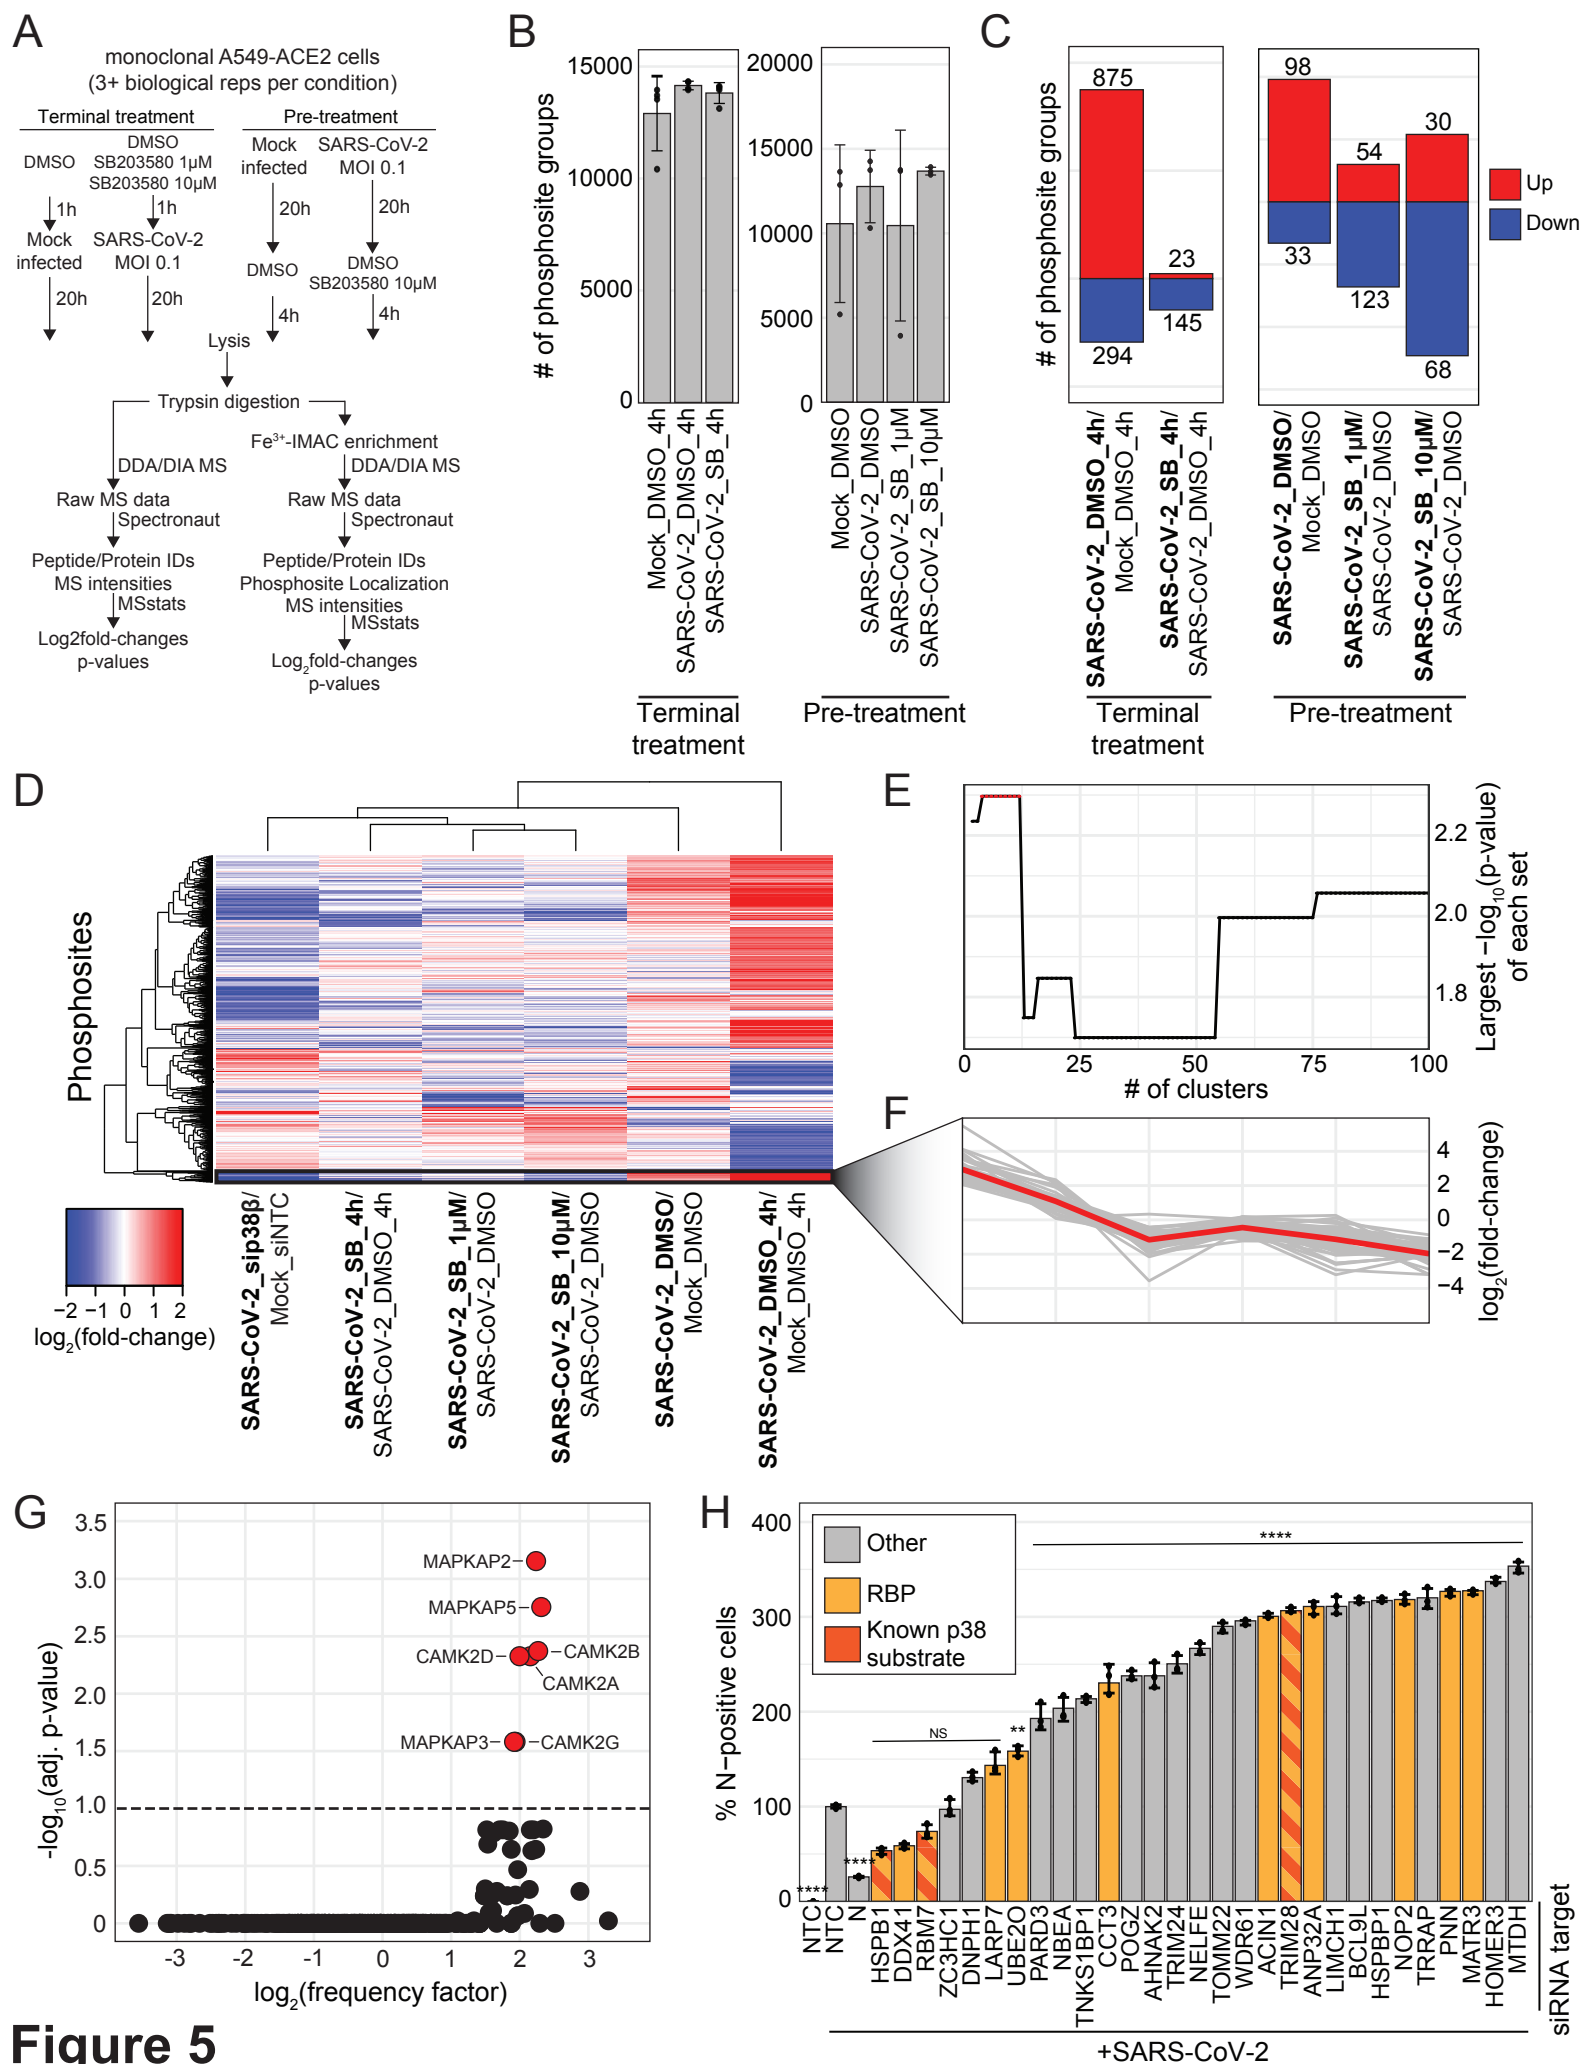 A
monoclonal A549-ACE2 cells
(3+ biological reps per condition)
Terminal treatment
Pre-treatment
DMSO
DMSO
SB203580 1µM
SB203580 10µM
Mock
infected
SARS-CoV-2
MOI 0.1
1h
1h
20h
20h
Mock
infected
SARS-CoV-2
MOI 0.1
DMSO
DMSO
SB203580 10µM
20h
20h
4h
4h
Lysis
Trypsin digestion
Fe3+-IMAC enrichment
DDA/DIA MS
DDA/DIA MS
Raw MS data
Raw MS data
Spectronaut
Spectronaut
Peptide/Protein IDs
MS intensities
Peptide/Protein IDs
Phosphosite Localization
MS intensities
MSstats
MSstats
Log2fold-changes
p-values
Log2fold-changes
p-values
B
# of phosphosite groups
15000
10000
5000
0
20000
15000
10000
5000
0
Mock_DMSO_4h
SARS-CoV-2_DMSO_4h
SARS-CoV-2_SB_4h
Mock_DMSO
SARS-CoV-2_DMSO
SARS-CoV-2_SB_1µM
SARS-CoV-2_SB_10µM
Terminal
treatment
Pre-treatment
C
# of phosphosite groups
875
294
23
145
98
33
54
123
30
68
Up
Down
SARS-CoV-2_DMSO_4h/
Mock_DMSO_4h
SARS-CoV-2_SB_4h/
SARS-CoV-2_DMSO_4h
SARS-CoV-2_DMSO/
Mock_DMSO
SARS-CoV-2_SB_1µM/
SARS-CoV-2_DMSO
SARS-CoV-2_SB_10µM/
SARS-CoV-2_DMSO
Terminal
treatment
Pre-treatment
D
Phosphosites
−2 −1 0 1 2
log2(fold-change)
SARS-CoV-2_sip38β/
Mock_siNTC
SARS-CoV-2_SB_4h/
SARS-CoV-2_DMSO_4h
SARS-CoV-2_SB_1µM/
SARS-CoV-2_DMSO
SARS-CoV-2_SB_10µM/
SARS-CoV-2_DMSO
SARS-CoV-2_DMSO/
Mock_DMSO
SARS-CoV-2_DMSO_4h/
Mock_DMSO_4h
E
2.2
2.0
1.8
Largest −log10(p-value)
of each set
0 25 50 75 100
# of clusters
F
4
2
0
−2
−4
log2(fold-change)
G
3.5
3.0
2.5
2.0
1.5
1.0
0.5
0
-log10(adj. p-value)
MAPKAP2
MAPKAP5
CAMK2D
CAMK2B
CAMK2A
MAPKAP3
CAMK2G
-3 -2 -1 0 1 2 3
log2(frequency factor)
H
400
300
200
100
0
% N−positive cells
Other
RBP
Known p38
substrate
****
****
NS
**
****
NTC
NTC
N
HSPB1
DDX41
RBM7
ZC3HC1
DNPH1
LARP7
UBE2O
PARD3
NBEA
TNKS1BP1
CCT3
POGZ
AHNAK2
TRIM24
NELFE
TOMM22
WDR61
ACIN1
TRIM28
ANP32A
LIMCH1
BCL9L
HSPBP1
NOP2
TRRAP
PNN
MATR3
HOMER3
MTDH
siRNA target
+SARS-CoV-2
Figure 5